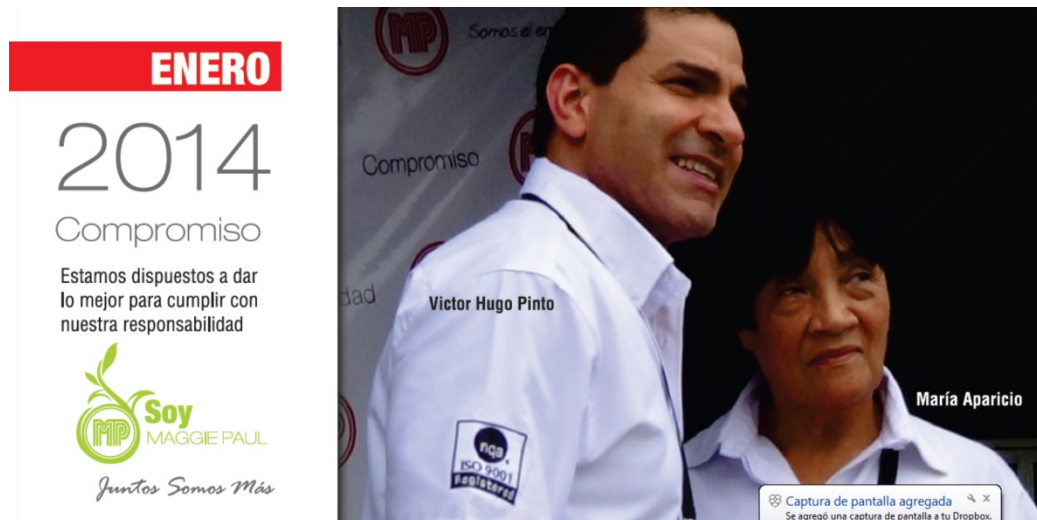 ENERO
2014
Compromiso
Estamos dispuestos a dar
lo mejor para cumplir con
nuestra responsabilidad
MP Soy
MAGGIE PAUL
Juntos Somos Más
MP
Somos el
Compromiso
dad
Victor Hugo Pinto
nqa.
ISO 9001
Registered
María Aparicio
Captura de pantalla agregada
Se agregó una captura de pantalla a tu Dropbox.